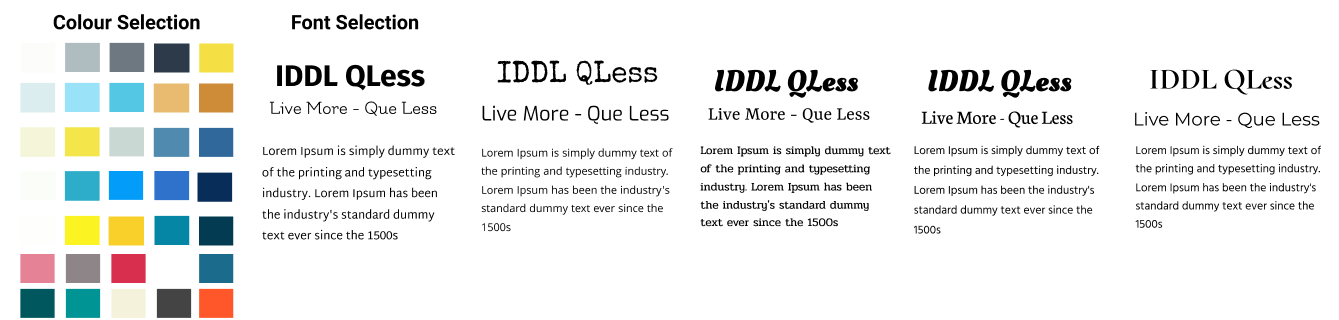 Colour Selection
Font Selection
IDDL QLess
Live More - Que Less
Lorem Ipsum is simply dummy text
of the printing and typesetting
industry. Lorem Ipsum has been
the industry's standard dummy
text ever since the 1500s
IDDL QLess
Live More - Que Less
Lorem Ipsum is simply dummy text of
the printing and typesetting industry.
Lorem Ipsum has been the industry's
standard dummy text ever since the
1500s
IDDL QLess
Live More - Que Less
Lorem Ipsum is simply dummy text
of the printing and typesetting
industry. Lorem Ipsum has been
the industry's standard dummy
text ever since the 1500s
IDDL QLess
Live More - Que Less
Lorem Ipsum is simply dummy text of
the printing and typesetting industry.
Lorem Ipsum has been the industry's
standard dummy text ever since the
1500s
IDDL QLess
Live More - Que Less
Lorem Ipsum is simply dummy text of
the printing and typesetting industry.
Lorem Ipsum has been the industry's
standard dummy text ever since the
1500s